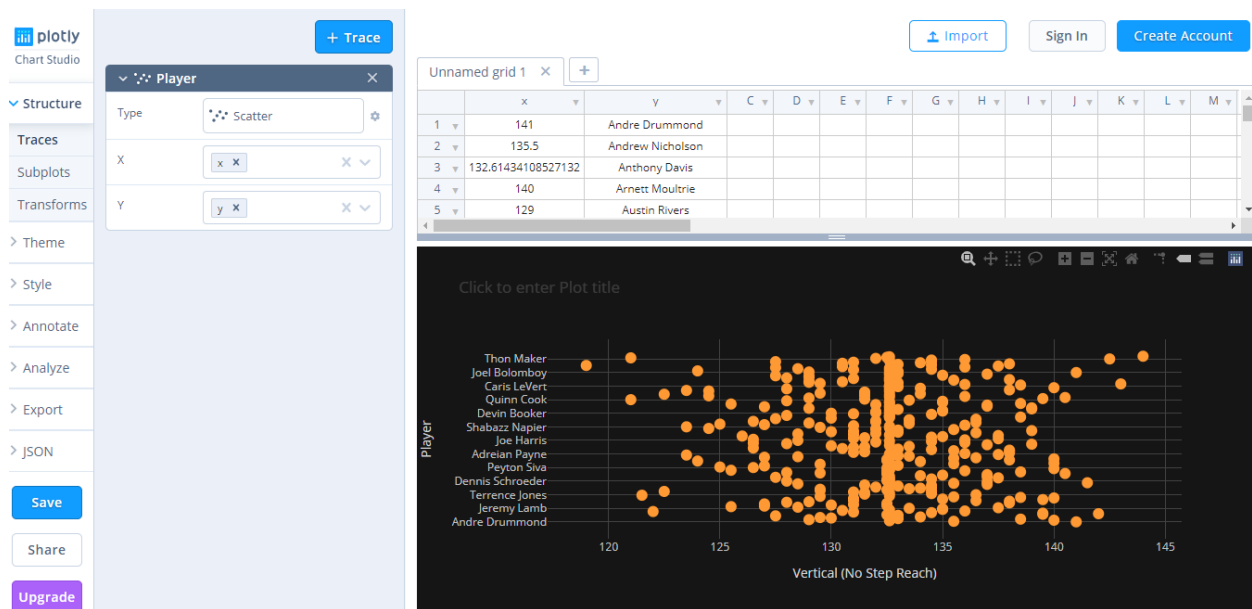 plotly
Chart Studio
Structure
Traces
Subplots
Transforms
Theme
Style
Annotate
Analyze
Export
JSON
Save
Share
Upgrade
+ Trace
Player
Type
Scatter
X
x
Y
y
Import
Sign In
Create Account
Unnamed grid 1
x y C D E F G H I J K L M
1 141 Andre Drummond
2 135.5 Andrew Nicholson
3 132.61434108527132 Anthony Davis
4 140 Arnett Moultrie
5 129 Austin Rivers
Click to enter Plot title
Player
Thon Maker
Joel Bolomboy
Caris LeVert
Quinn Cook
Devin Booker
Shabazz Napier
Joe Harris
Adreian Payne
Peyton Siva
Dennis Schroeder
Terrence Jones
Jeremy Lamb
Andre Drummond
120 125 130 135 140 145
Vertical (No Step Reach)